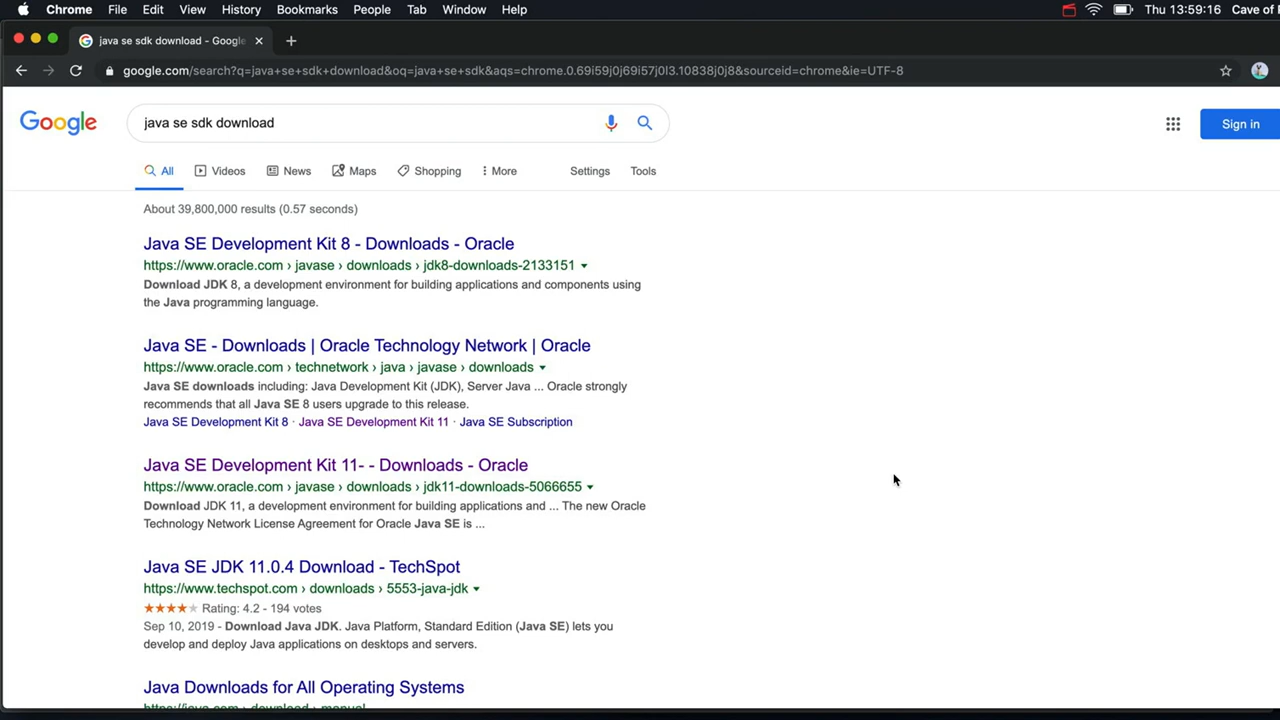 Chrome File Edit View History Bookmarks People Tab Window Help Thu 13:59:16 Cave of
java se sdk download - Google
google.com/search?q=java+se+sdk+download&oq=java+se+sdk&aqs=chrome.0.69i59j0j69i57j0l3.10838j0j8&sourceid=chrome&ie=UTF-8
Google java se sdk download Sign in
All Videos News Maps Shopping More Settings Tools
About 39,800,000 results (0.57 seconds)
Java SE Development Kit 8 - Downloads - Oracle
https://www.oracle.com › javase › downloads › jdk8-downloads-2133151
Download JDK 8, a development environment for building applications and components using
the Java programming language.
Java SE - Downloads | Oracle Technology Network | Oracle
https://www.oracle.com › technetwork › java › javase › downloads
Java SE downloads including: Java Development Kit (JDK), Server Java ... Oracle strongly
recommends that all Java SE 8 users upgrade to this release.
Java SE Development Kit 8 · Java SE Development Kit 11 · Java SE Subscription
Java SE Development Kit 11- - Downloads - Oracle
https://www.oracle.com › javase › downloads › jdk11-downloads-5066655
Download JDK 11, a development environment for building applications and ... The new Oracle
Technology Network License Agreement for Oracle Java SE is ...
Java SE JDK 11.0.4 Download - TechSpot
https://www.techspot.com › downloads › 5553-java-jdk
Rating: 4.2 - 194 votes
Sep 10, 2019 - Download Java JDK. Java Platform, Standard Edition (Java SE) lets you
develop and deploy Java applications on desktops and servers.
Java Downloads for All Operating Systems
https://java.com › download › manual